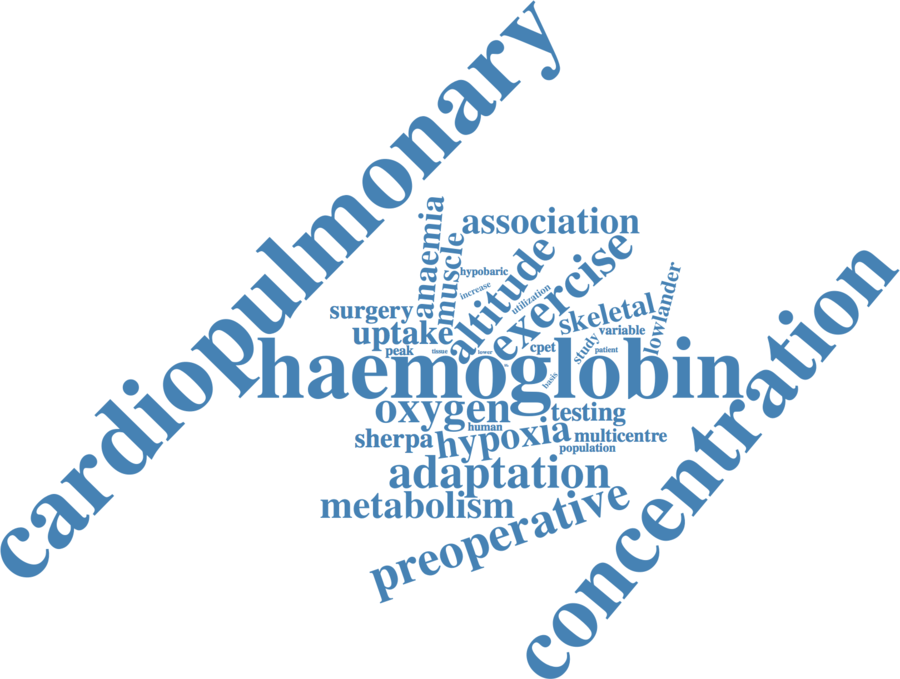 cardiopulmonary
association
anaemia
muscle
altitude
exercise
hypobaric
increase
utilization
skeletal
lowlander
surgery
uptake
variable
study
peak
tissue
lower
cpet
patient
haemoglobin
basis
concentration
oxygen
testing
human
sherpa
hypoxia
multicentre
population
adaptation
metabolism
preoperative